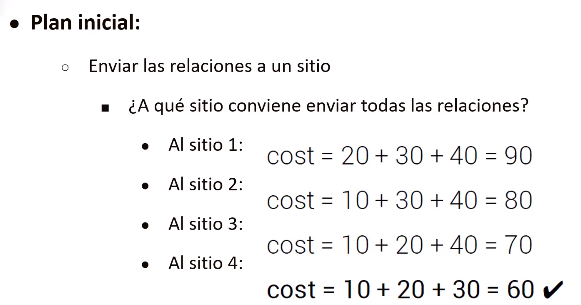 • Plan inicial:
○ Enviar las relaciones a un sitio
■ ¿A qué sitio conviene enviar todas las relaciones?
• Al sitio 1: cost = 20 + 30 + 40 = 90
• Al sitio 2: cost = 10 + 30 + 40 = 80
• Al sitio 3: cost = 10 + 20 + 40 = 70
• Al sitio 4: cost = 10 + 20 + 30 = 60 ✔